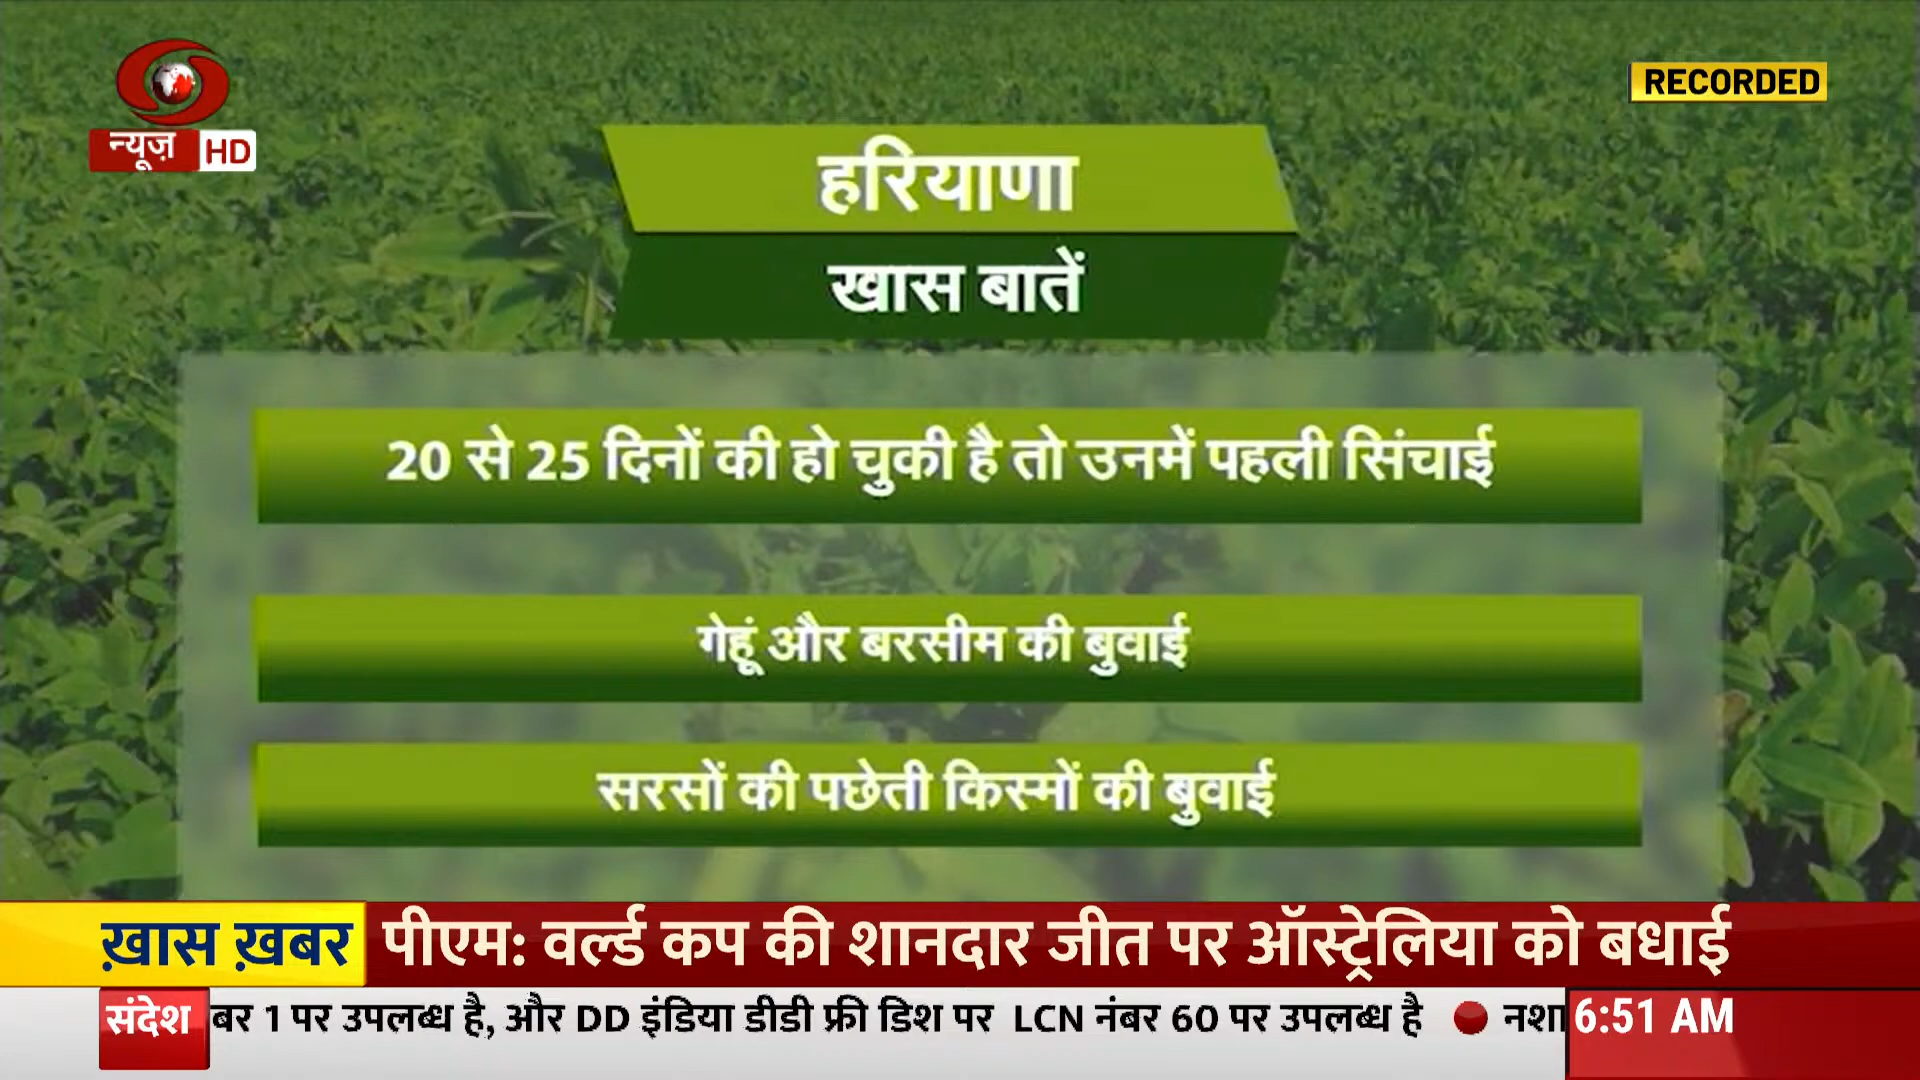 न्यूज़ HD
RECORDED
हरियाणा
खास बातें
20 से 25 दिनों की हो चुकी है तो उनमें पहली सिंचाई
गेहूं और बरसीम की बुवाई
सरसों की पछेती किस्मों की बुवाई
ख़ास ख़बर पीएम: वर्ल्ड कप की शानदार जीत पर ऑस्ट्रेलिया को बधाई
संदेश बर 1 पर उपलब्ध है, और DD इंडिया डीडी फ्री डिश पर LCN नंबर 60 पर उपलब्ध है नशा 6:51 AM